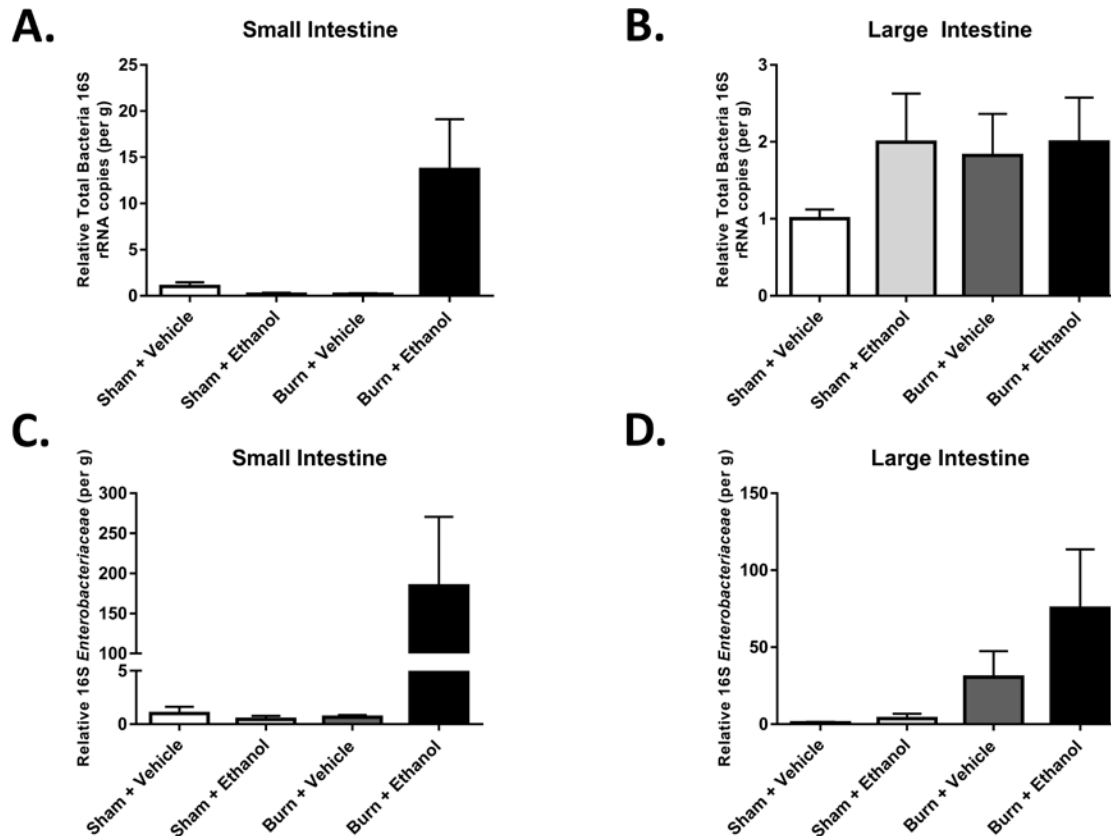 A.
Small Intestine
Relative Total Bacteria 16S
rRNA copies (per g)
25
20
15
10
5
0
Sham + Vehicle
Sham + Ethanol
Burn + Vehicle
Burn + Ethanol
B.
Large Intestine
Relative Total Bacteria 16S
rRNA copies (per g)
3
2
1
0
Sham + Vehicle
Sham + Ethanol
Burn + Vehicle
Burn + Ethanol
C.
Small Intestine
Relative 16S Enterobacteriaceae (per g)
300
250
200
150
100
5
0
Sham + Vehicle
Sham + Ethanol
Burn + Vehicle
Burn + Ethanol
D.
Large Intestine
Relative 16S Enterobacteriaceae (per g)
150
100
50
0
Sham + Vehicle
Sham + Ethanol
Burn + Vehicle
Burn + Ethanol